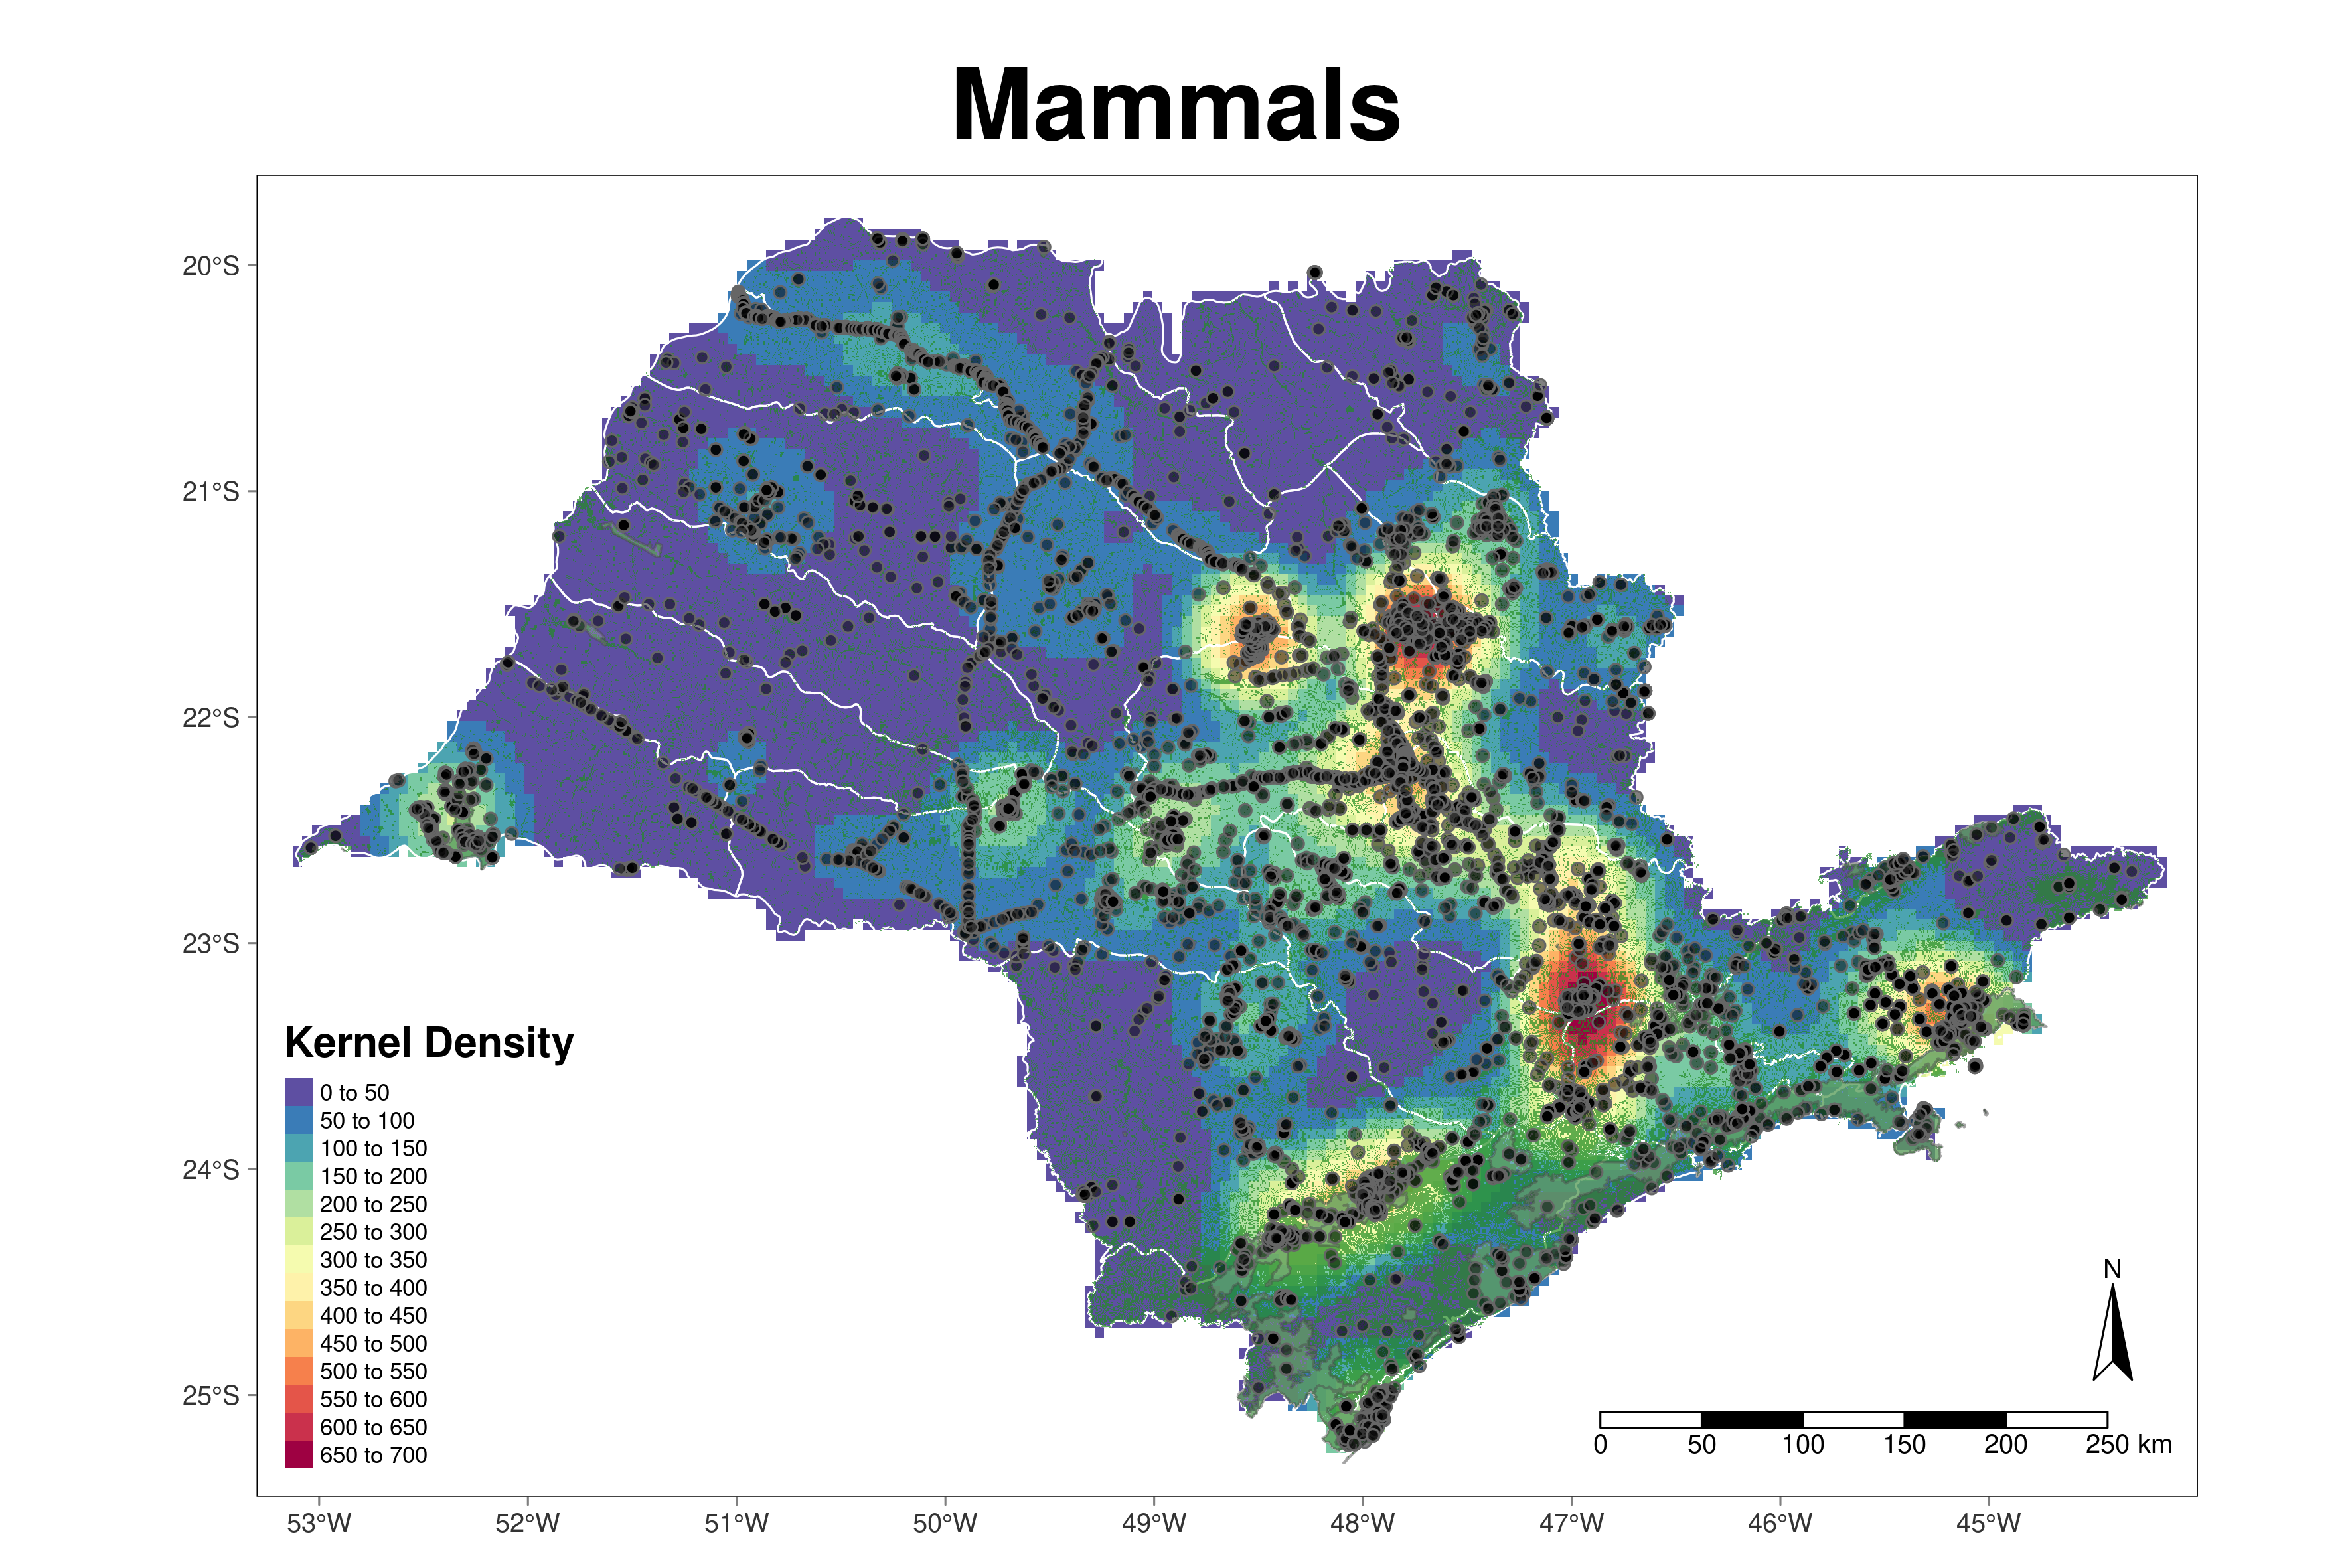 Mammals
20°S
21°S
22°S
23°S
24°S
25°S
Kernel Density
0 to 50
50 to 100
100 to 150
150 to 200
200 to 250
250 to 300
300 to 350
350 to 400
400 to 450
450 to 500
500 to 550
550 to 600
600 to 650
650 to 700
N
0 50 100 150 200 250 km
53°W 52°W 51°W 50°W 49°W 48°W 47°W 46°W 45°W